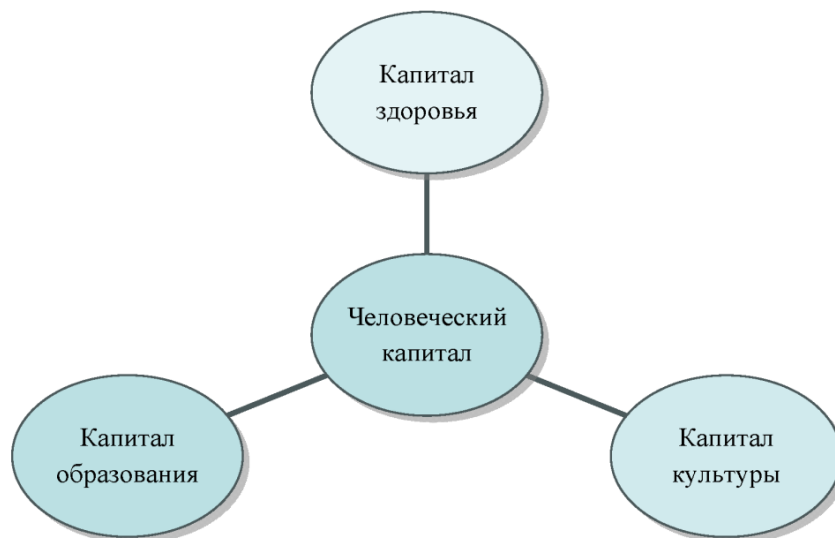 Капитал
здоровья
Человеческий
капитал
Капитал
образования
Капитал
культуры